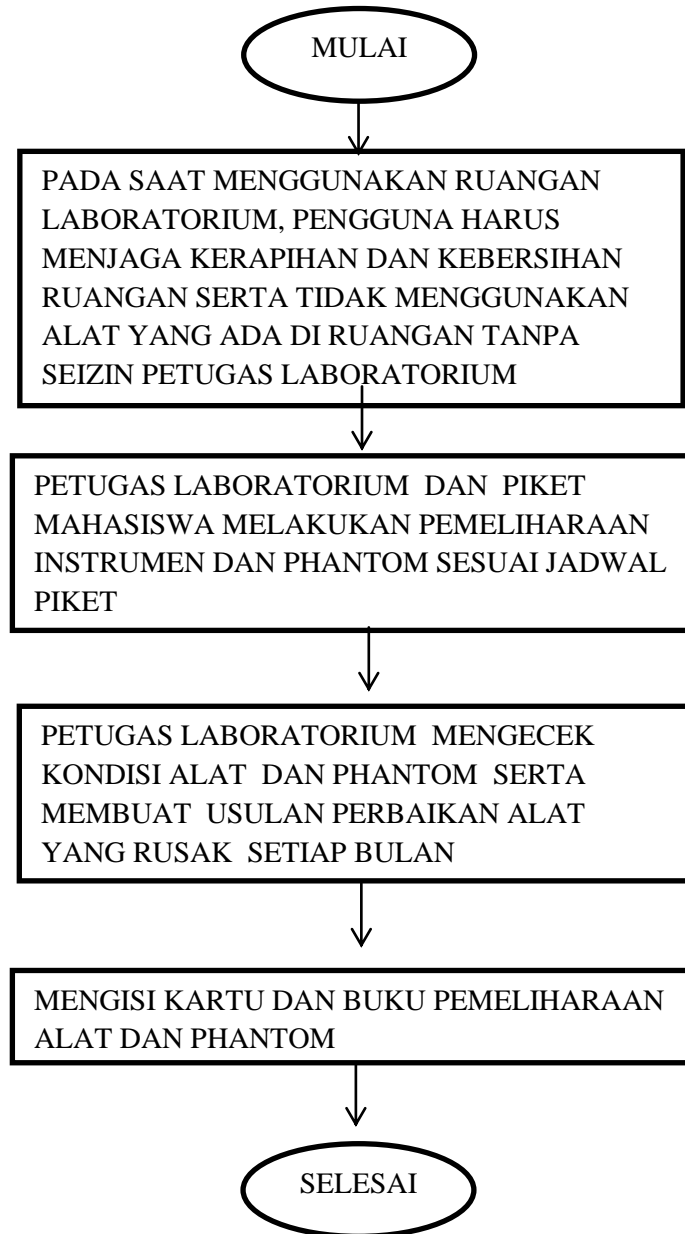 MULAI
PADA SAAT MENGGUNAKAN RUANGAN
LABORATORIUM, PENGGUNA HARUS
MENJAGA KERAPIHAN DAN KEBERSIHAN
RUANGAN SERTA TIDAK MENGGUNAKAN
ALAT YANG ADA DI RUANGAN TANPA
SEIZIN PETUGAS LABORATORIUM
PETUGAS LABORATORIUM DAN PIKET
MAHASISWA MELAKUKAN PEMELIHARAAN
INSTRUMEN DAN PHANTOM SESUAI JADWAL
PIKET
PETUGAS LABORATORIUM MENGECEK
KONDISI ALAT DAN PHANTOM SERTA
MEMBUAT USULAN PERBAIKAN ALAT
YANG RUSAK SETIAP BULAN
MENGISI KARTU DAN BUKU PEMELIHARAAN
ALAT DAN PHANTOM
SELESAI